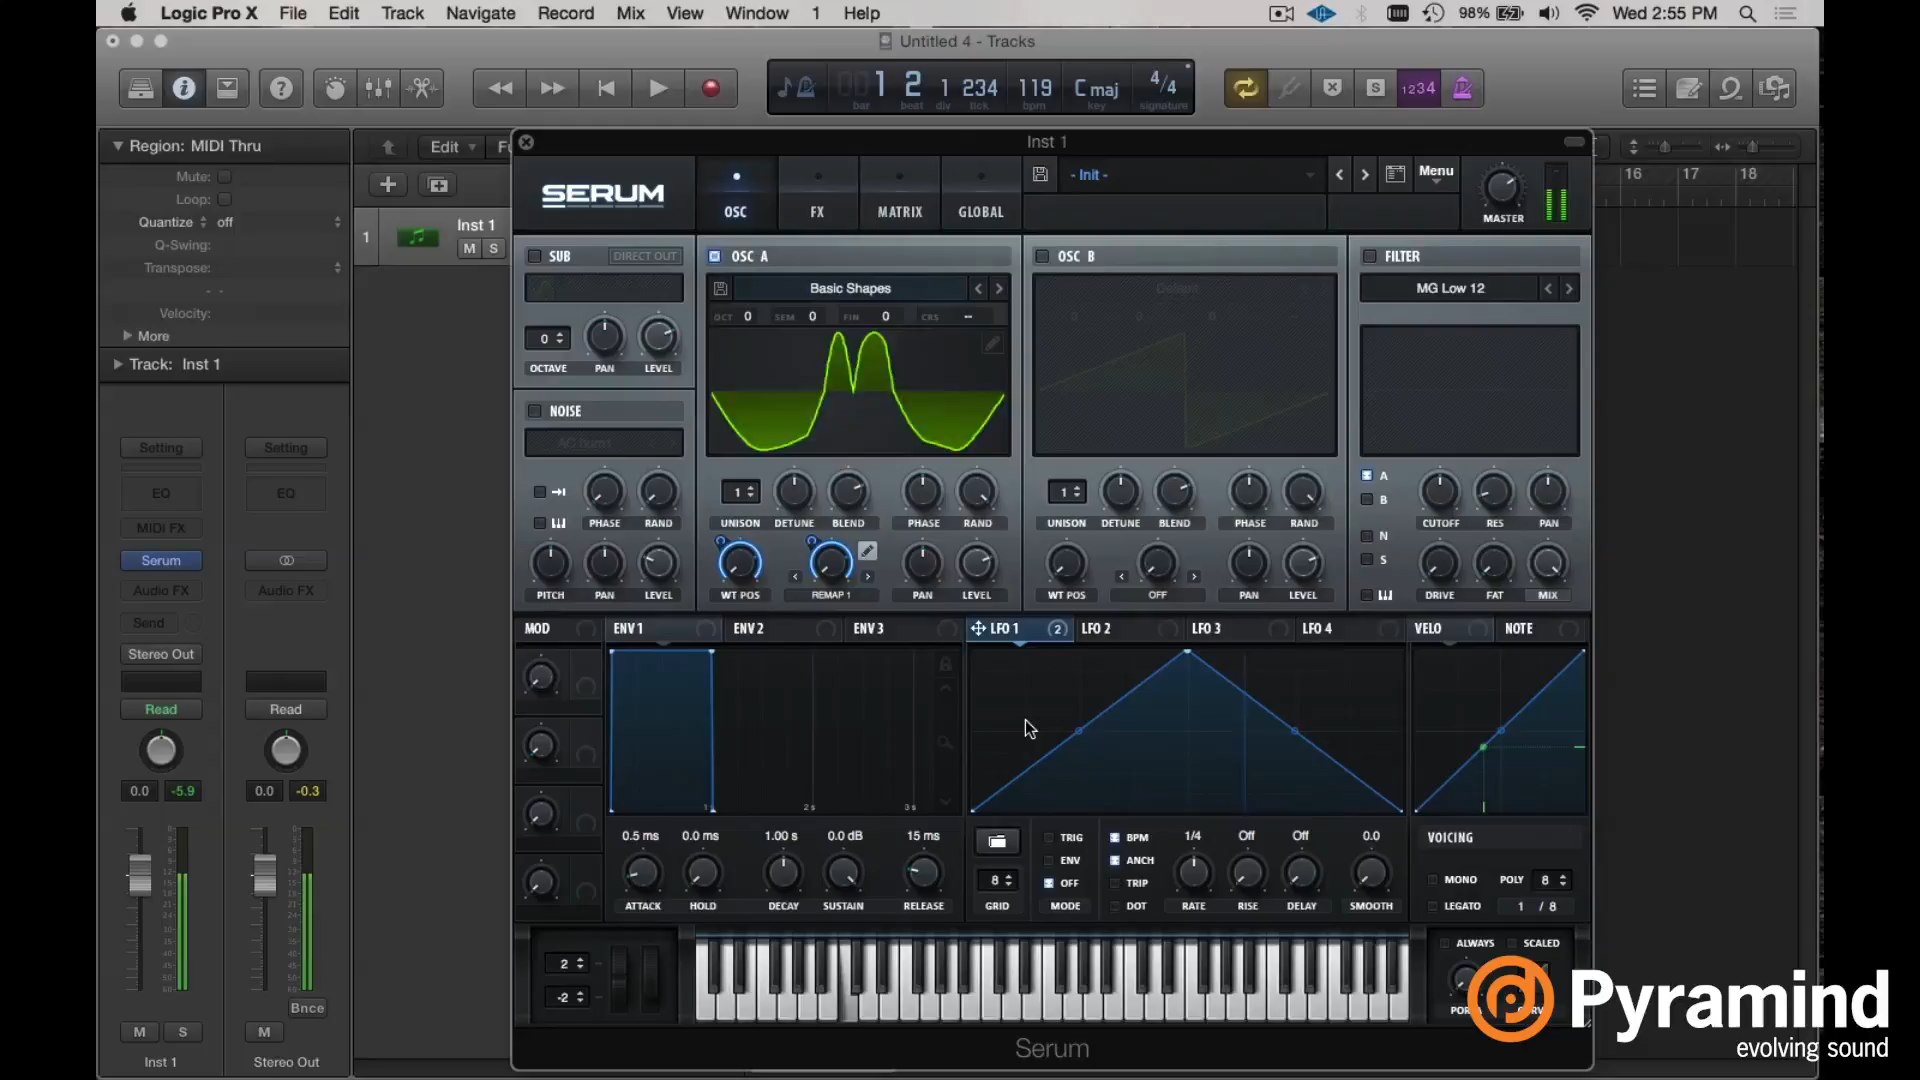 Logic Pro X File Edit Track Navigate Record Mix View Window 1 Help 98% Wed 2:55 PM
Untitled 4 - Tracks
1 2 1 234 119 C maj 4/4
bar beat div tick bpm key signature
S 1234
Region: MIDI Thru
Mute:
Loop:
Quantize off
Q-Swing:
Transpose:
Velocity:
More
Track: Inst 1
Edit
1 Inst 1
M S
16 17 18
Inst 1
SERUM
OSC FX MATRIX GLOBAL
- Init -
Menu
MASTER
SUB DIRECT OUT
0
OCTAVE PAN LEVEL
NOISE
AC hum1
PHASE RAND
PITCH PAN LEVEL
OSC A
Basic Shapes
OCT 0 SEM 0 FIN 0 CRS --
1
UNISON DETUNE BLEND PHASE RAND
WT POS REMAP 1 PAN LEVEL
OSC B
Default
1
UNISON DETUNE BLEND PHASE RAND
WT POS OFF PAN LEVEL
FILTER
MG Low 12
A
B
N
S
CUTOFF RES PAN
DRIVE FAT MIX
MOD ENV 1 ENV 2 ENV 3 LFO 1 2 LFO 2 LFO 3 LFO 4 VELO NOTE
1s 2s 3s
0.5 ms 0.0 ms 1.00 s 0.0 dB 15 ms
ATTACK HOLD DECAY SUSTAIN RELEASE
8
GRID
TRIG
ENV
OFF
MODE
BPM
ANCH
TRIP
DOT
1/4 Off Off 0.0
RATE RISE DELAY SMOOTH
VOICING
MONO POLY 8
LEGATO 1 / 8
ALWAYS SCALED
2
-2
Serum
Setting Setting
EQ EQ
MIDI FX
Serum
Audio FX Audio FX
Send
Stereo Out
Read Read
0.0 -5.9 0.0 -0.3
Bnce
M S M
Inst 1 Stereo Out
Pyramind
evolving sound